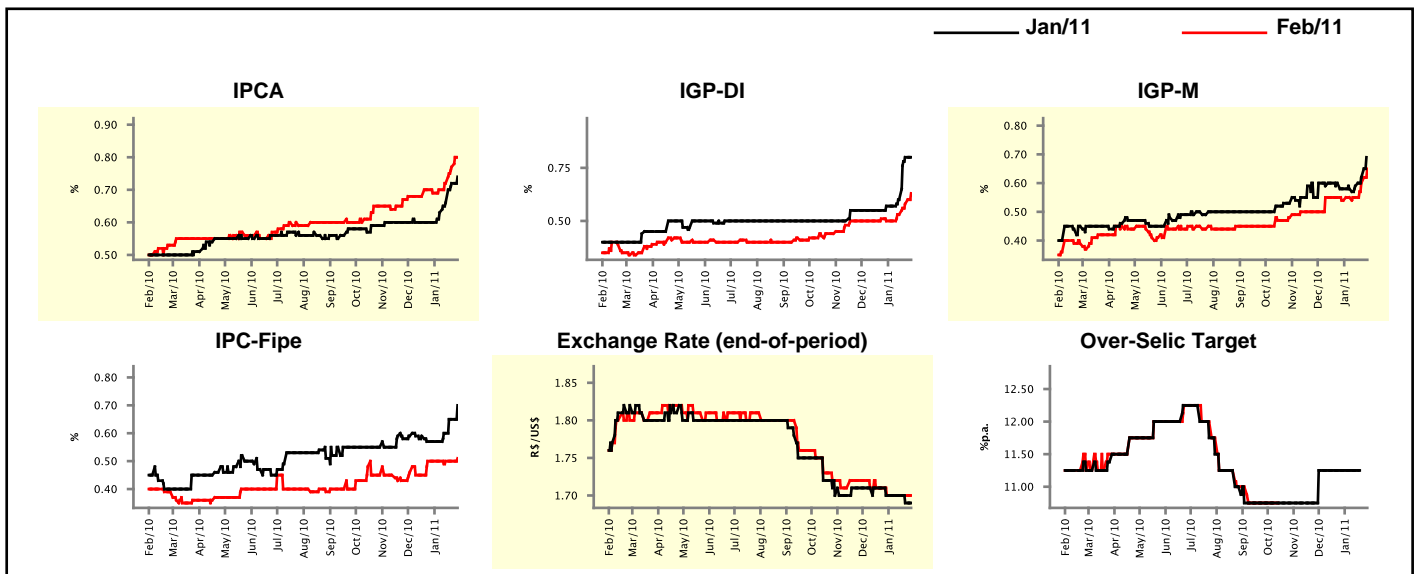 Jan/11 Feb/11
IPCA
%
0.90
0.80
0.70
0.60
0.50
Feb/10 Mar/10 Apr/10 May/10 Jun/10 Jul/10 Aug/10 Sep/10 Oct/10 Nov/10 Dec/10 Jan/11
IGP-DI
%
0.75
0.50
Feb/10 Mar/10 Apr/10 May/10 Jun/10 Jul/10 Aug/10 Sep/10 Oct/10 Nov/10 Dec/10 Jan/11
IGP-M
%
0.80
0.70
0.60
0.50
0.40
Feb/10 Mar/10 Apr/10 May/10 Jun/10 Jul/10 Aug/10 Sep/10 Oct/10 Nov/10 Dec/10 Jan/11
IPC-Fipe
%
0.80
0.70
0.60
0.50
0.40
Feb/10 Mar/10 Apr/10 May/10 Jun/10 Jul/10 Aug/10 Sep/10 Oct/10 Nov/10 Dec/10 Jan/11
Exchange Rate (end-of-period)
R$/US$
1.85
1.80
1.75
1.70
Feb/10 Mar/10 Apr/10 May/10 Jun/10 Jul/10 Aug/10 Sep/10 Oct/10 Nov/10 Dec/10 Jan/11
Over-Selic Target
%p.a.
12.50
12.00
11.50
11.00
Feb/10 Mar/10 Apr/10 May/10 Jun/10 Jul/10 Aug/10 Sep/10 Oct/10 Nov/10 Dec/10 Jan/11